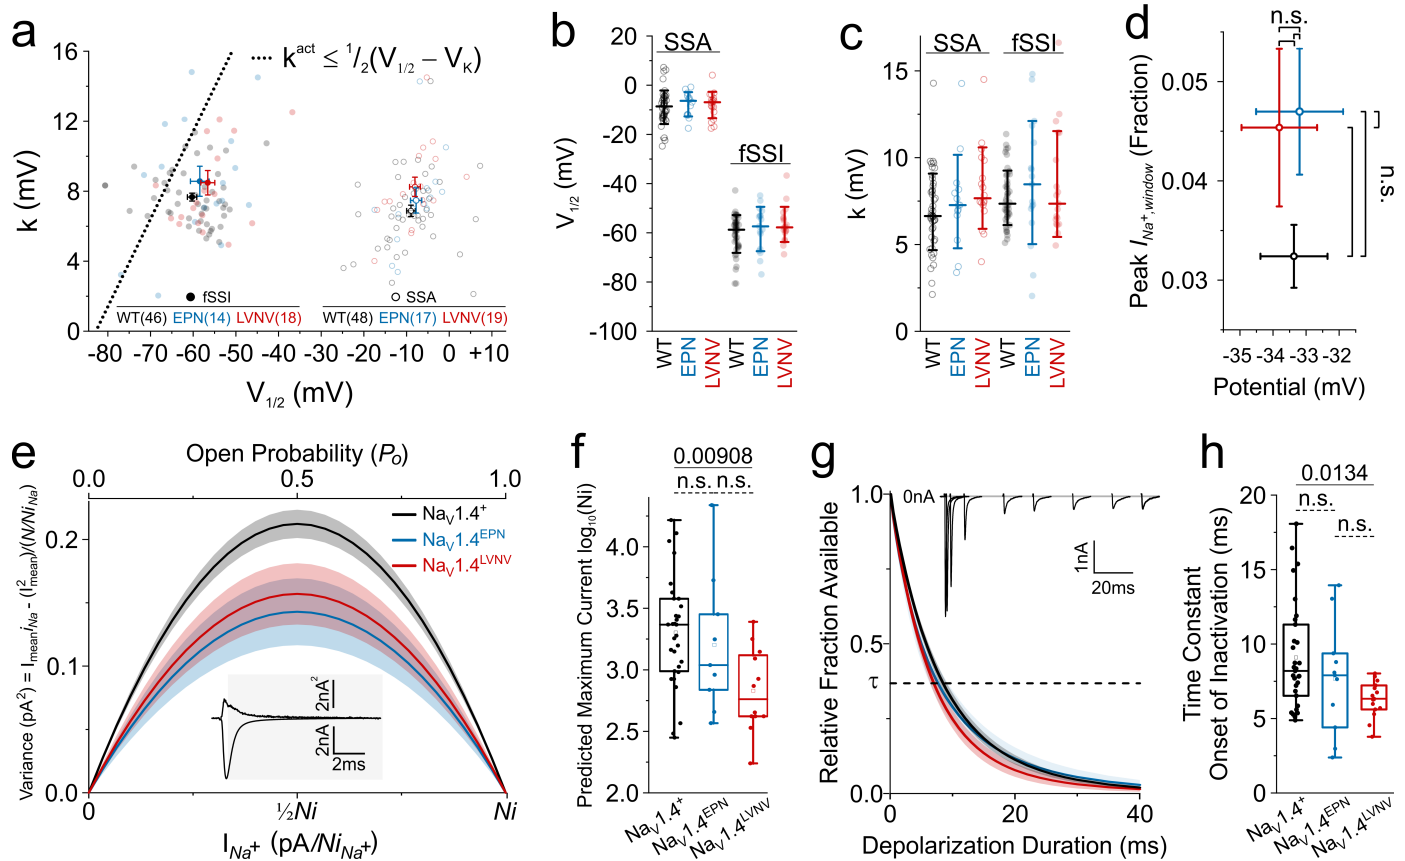 a
k^act ≤ 1/2(V1/2 – VK)
16
12
8
4
0
k (mV)
fSSI
SSA
WT(46) EPN(14) LVNV(18)
WT(48) EPN(17) LVNV(19)
-80 -70 -60 -50 -40 -30 -20 -10 0 +10
V1/2 (mV)
b
20
0
-20
-40
-60
-80
-100
V1/2 (mV)
SSA
fSSI
WT EPN LVNV WT EPN LVNV
c
15
10
5
0
k (mV)
SSA fSSI
WT EPN LVNV WT EPN LVNV
d
n.s.
n.s.
0.05
0.04
0.03
Peak INa+,window (Fraction)
-35 -34 -33 -32
Potential (mV)
e
Open Probability (Po)
0.0 0.5 1.0
NaV1.4+
NaV1.4EPN
NaV1.4LVNV
0.2
0.1
0.0
Variance (pA²) = ImeaniNa - (I²mean)/(N/NiNa)
2nA²
2nA
2ms
0 ½Ni Ni
INa+ (pA/NiNa+)
f
0.00908
n.s. n.s.
4.0
3.5
3.0
2.5
2.0
Predicted Maximum Current log10(Ni)
NaV1.4+ NaV1.4EPN NaV1.4LVNV
g
1.0
0.5
τ
0.0
Relative Fraction Available
0nA
1nA
20ms
0 20 40
Depolarization Duration (ms)
h
0.0134
n.s.
n.s.
20
15
10
5
0
Time Constant
Onset of Inactivation (ms)
NaV1.4+ NaV1.4EPN NaV1.4LVNV